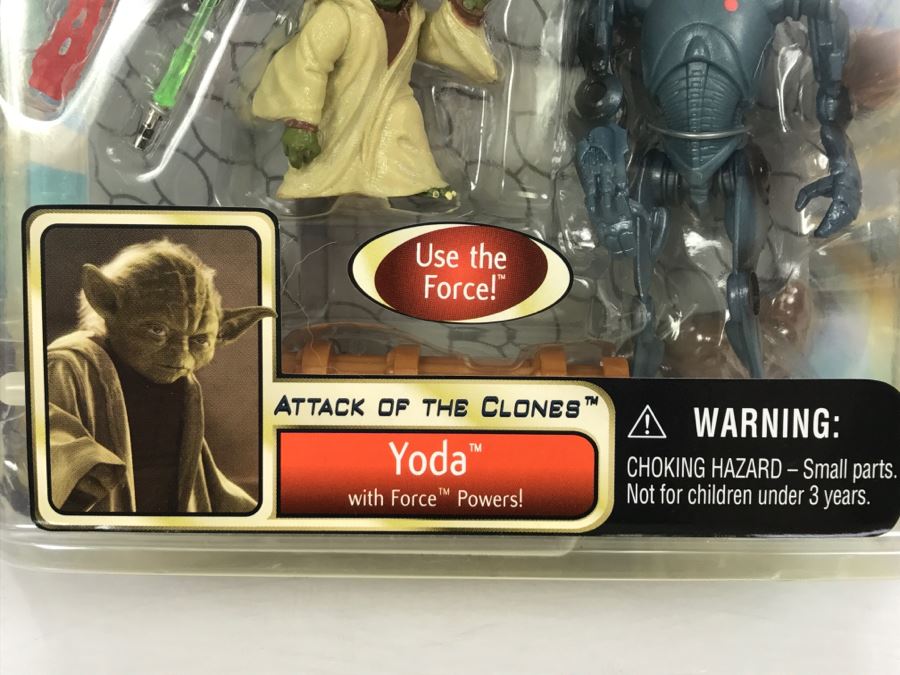 Use the
Force!™
ATTACK OF THE CLONES™
Yoda™
with Force™ Powers!
WARNING:
CHOKING HAZARD – Small parts.
Not for children under 3 years.